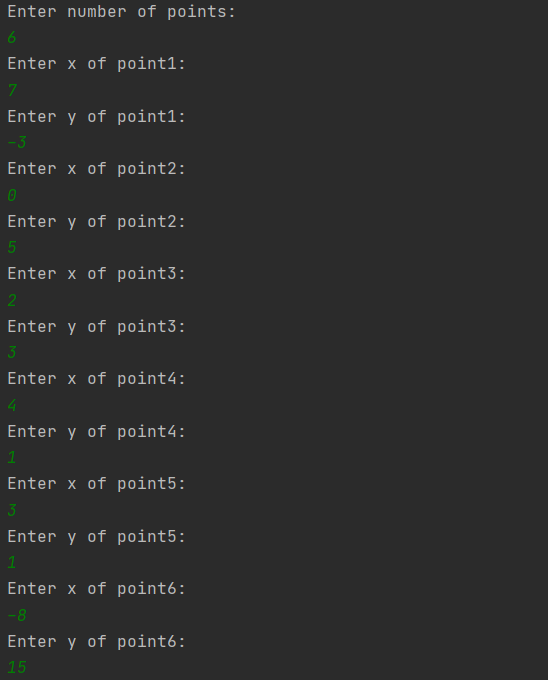 Enter number of points:
6
Enter x of point1:
7
Enter y of point1:
-3
Enter x of point2:
0
Enter y of point2:
5
Enter x of point3:
2
Enter y of point3:
3
Enter x of point4:
4
Enter y of point4:
1
Enter x of point5:
3
Enter y of point5:
1
Enter x of point6:
-8
Enter y of point6:
15